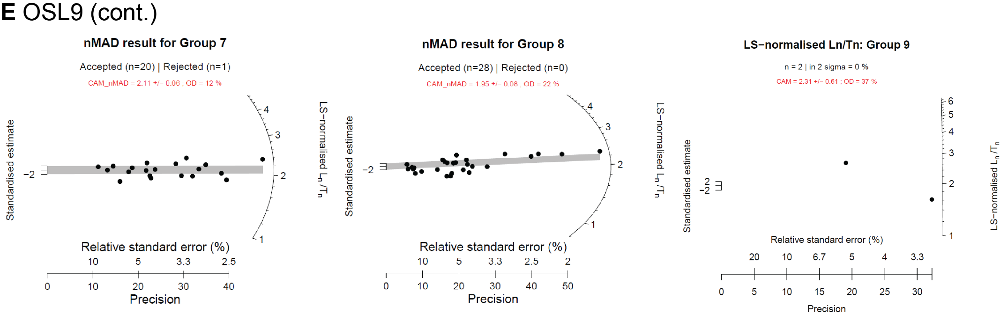 E OSL9 (cont.)
nMAD result for Group 7
Accepted (n=20) | Rejected (n=1)
CAM_nMAD = 2.11 +/− 0.06 ; OD = 12 %
Standardised estimate
−2
4
3
2
1
LS−normalised Ln/Tn
Relative standard error (%)
10 5 3.3 2.5
0 10 20 30 40
Precision
nMAD result for Group 8
Accepted (n=28) | Rejected (n=0)
CAM_nMAD = 1.95 +/− 0.08 ; OD = 22 %
Standardised estimate
−2
4
3
2
1
LS−normalised Ln/Tn
Relative standard error (%)
10 5 3.3 2.5 2
0 10 20 30 40 50
Precision
LS−normalised Ln/Tn: Group 9
n = 2 | in 2 sigma = 0 %
CAM = 2.31 +/− 0.61 ; OD = 37 %
Standardised estimate
2
−2
6
5
4
3
2
1
LS−normalised Ln/Tn
Relative standard error (%)
20 10 6.7 5 4 3.3
0 5 10 15 20 25 30
Precision